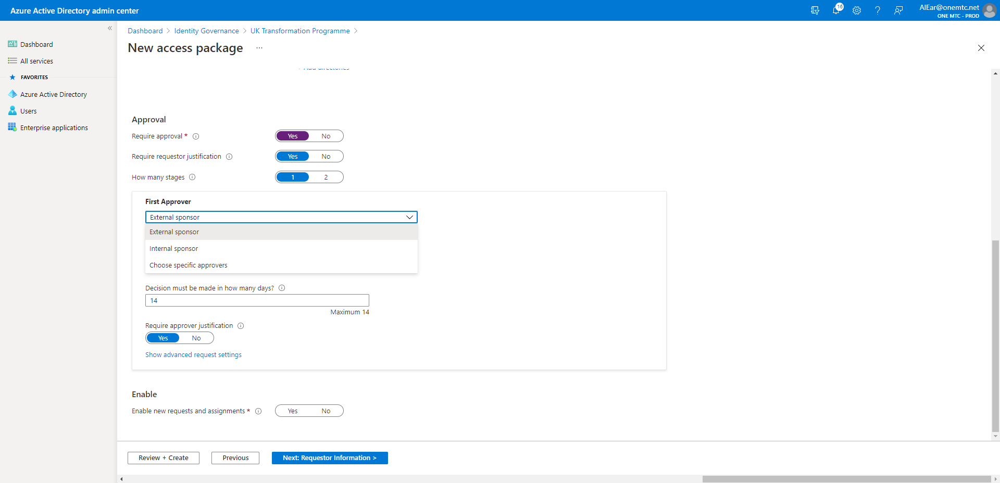 Azure Active Directory admin center
16
AlEar@onemtc.net
ONE MTC - PROD
Dashboard
All services
FAVORITES
Azure Active Directory
Users
Enterprise applications
Dashboard > Identity Governance > UK Transformation Programme >
New access package ...
Add directories
Approval
Require approval *
Yes No
Require requestor justification
Yes No
How many stages
1 2
First Approver
External sponsor
External sponsor
Internal sponsor
Choose specific approvers
Decision must be made in how many days?
14
Maximum 14
Require approver justification
Yes No
Show advanced request settings
Enable
Enable new requests and assignments *
Yes No
Review + Create
Previous
Next: Requestor Information >